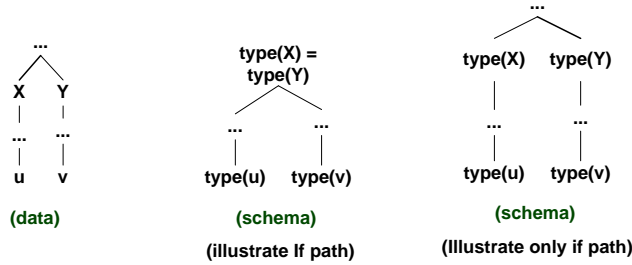 ...
X Y
...
...
u v
(data)
type(X) =
type(Y)
...
...
type(u) type(v)
(schema)
(illustrate If path)
...
type(X) type(Y)
...
...
type(u) type(v)
(schema)
(Illustrate only if path)